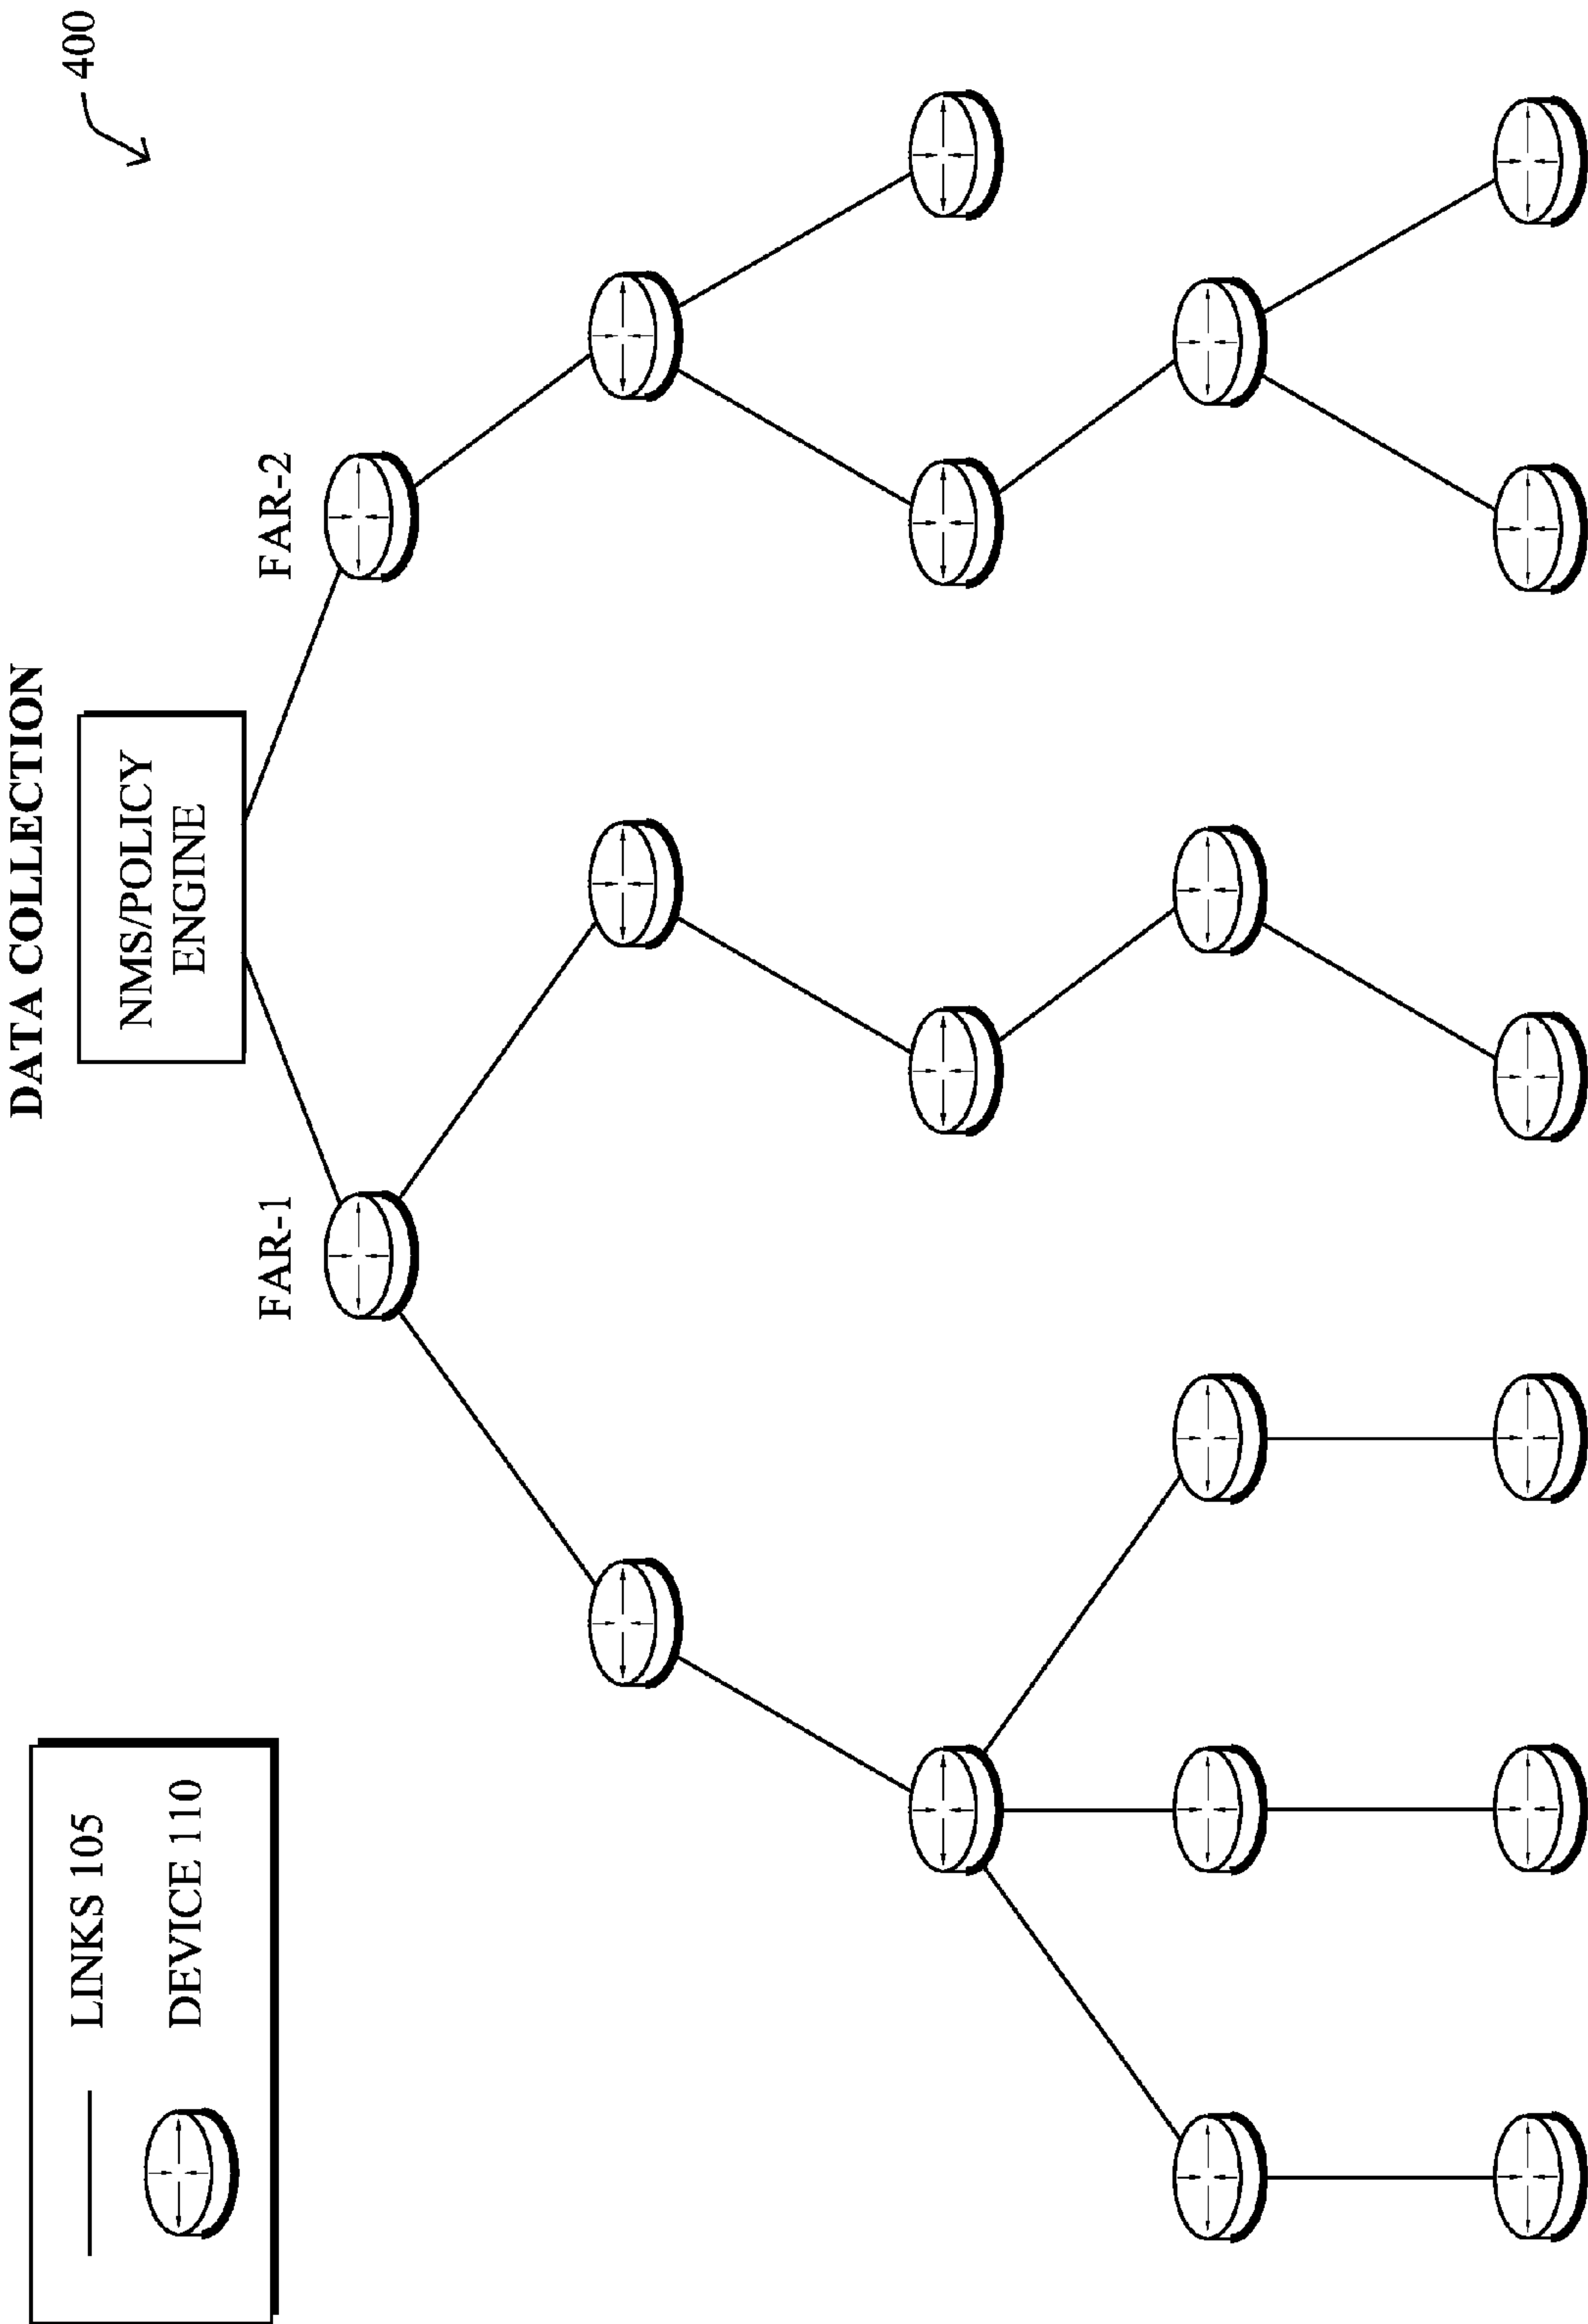 DATA COLLECTION
400
LINKS 105
DEVICE 110
NMS/POLICY
ENGINE
FAR-1
FAR-2